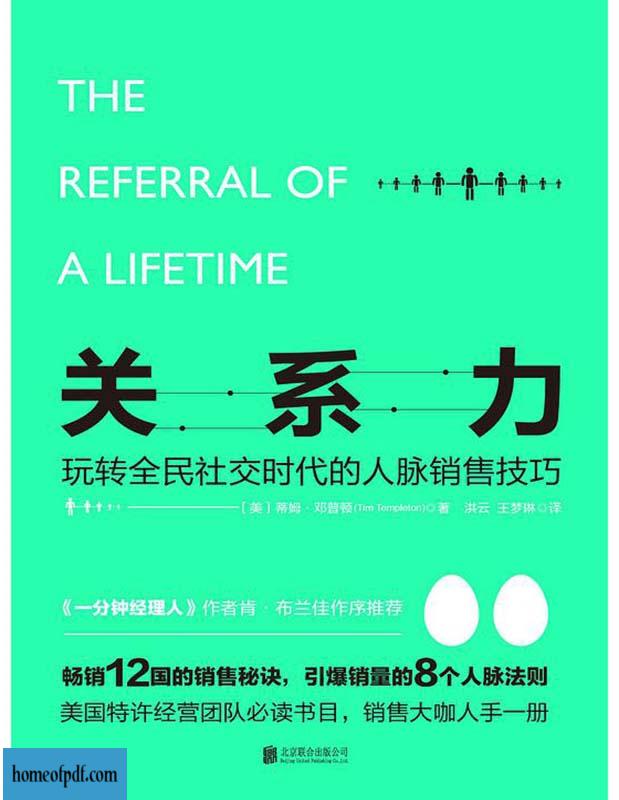 THE
REFERRAL OF
A LIFETIME
关系力
玩转全民社交时代的人脉销售技巧
[美]蒂姆·邓普顿(Tim Templeton)◎著 洪云 王梦琳◎译
《一分钟经理人》作者肯·布兰佳作序推荐
畅销12国的销售秘诀，引爆销量的8个人脉法则
美国特许经营团队必读书目，销售大咖人手一册
北京联合出版公司
Beijing United Publishing Co.,Ltd.
homeofpdf.com